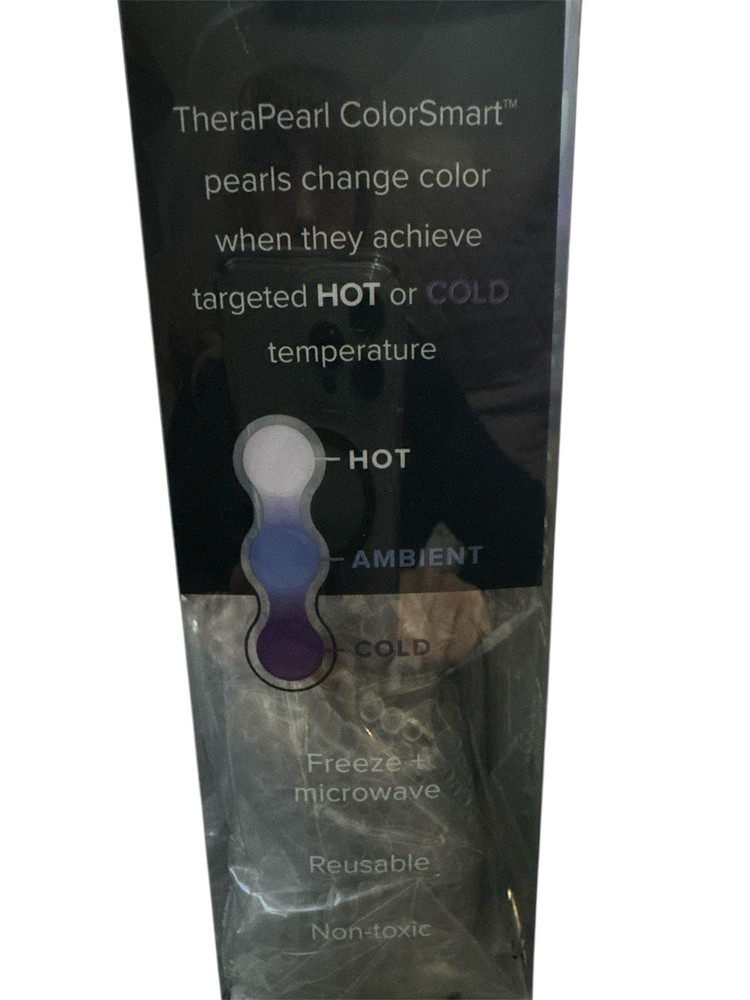 TheraPearl ColorSmart™
pearls change color
when they achieve
targeted HOT or COLD
temperature
HOT
AMBIENT
COLD
Freeze +
microwave
Reusable
Non-toxic